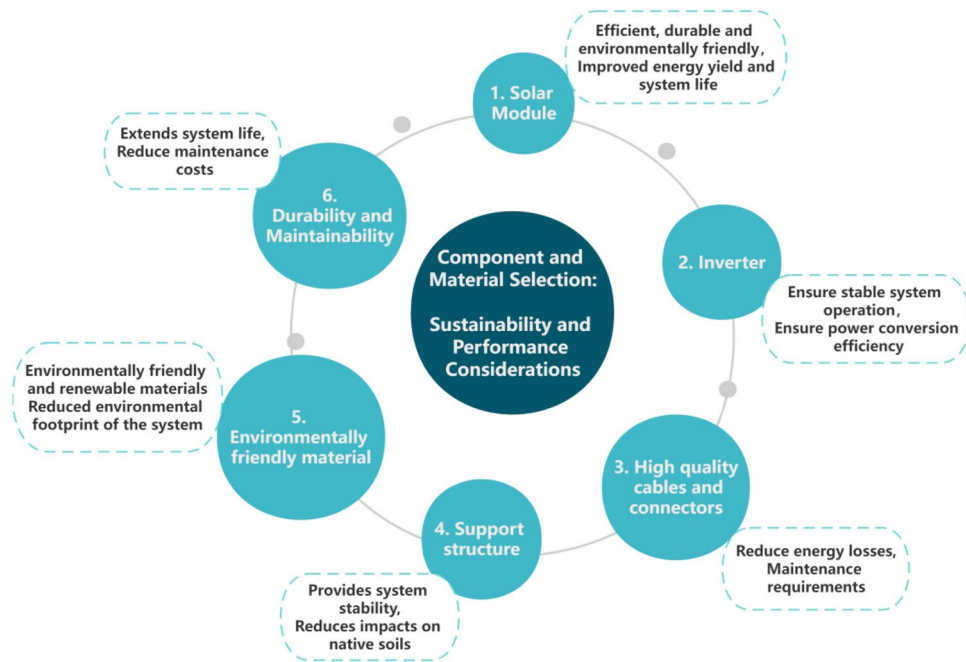 Component and
Material Selection:
Sustainability and
Performance
Considerations
1. Solar
Module
Efficient, durable and
environmentally friendly,
Improved energy yield and
system life
2. Inverter
Ensure stable system
operation,
Ensure power conversion
efficiency
3. High quality
cables and
connectors
Reduce energy losses,
Maintenance
requirements
4. Support
structure
Provides system
stability,
Reduces impacts on
native soils
5.
Environmentally
friendly material
Environmentally friendly
and renewable materials
Reduced environmental
footprint of the system
6.
Durability and
Maintainability
Extends system life,
Reduce maintenance
costs